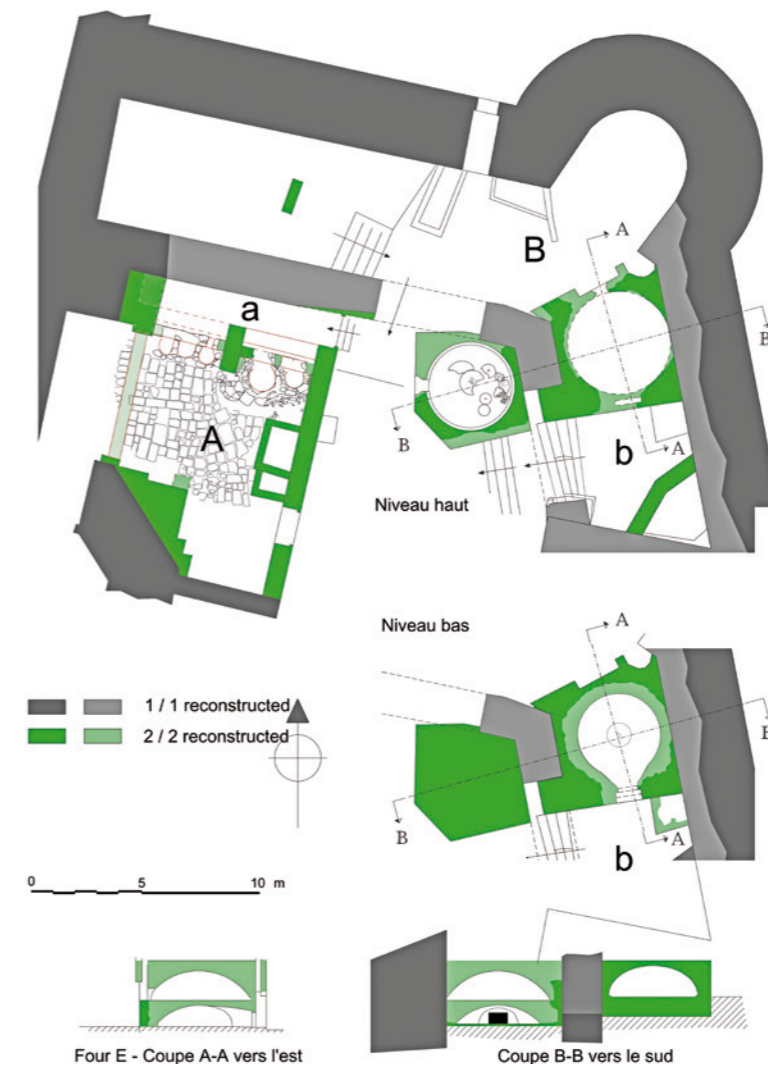 A
B
a
B
A
B
b
A
Niveau haut
Niveau bas
A
1 / 1 reconstructed
2 / 2 reconstructed
B
B
A
b
0 5 10 m
Four E - Coupe A-A vers l'est
Coupe B-B vers le sud